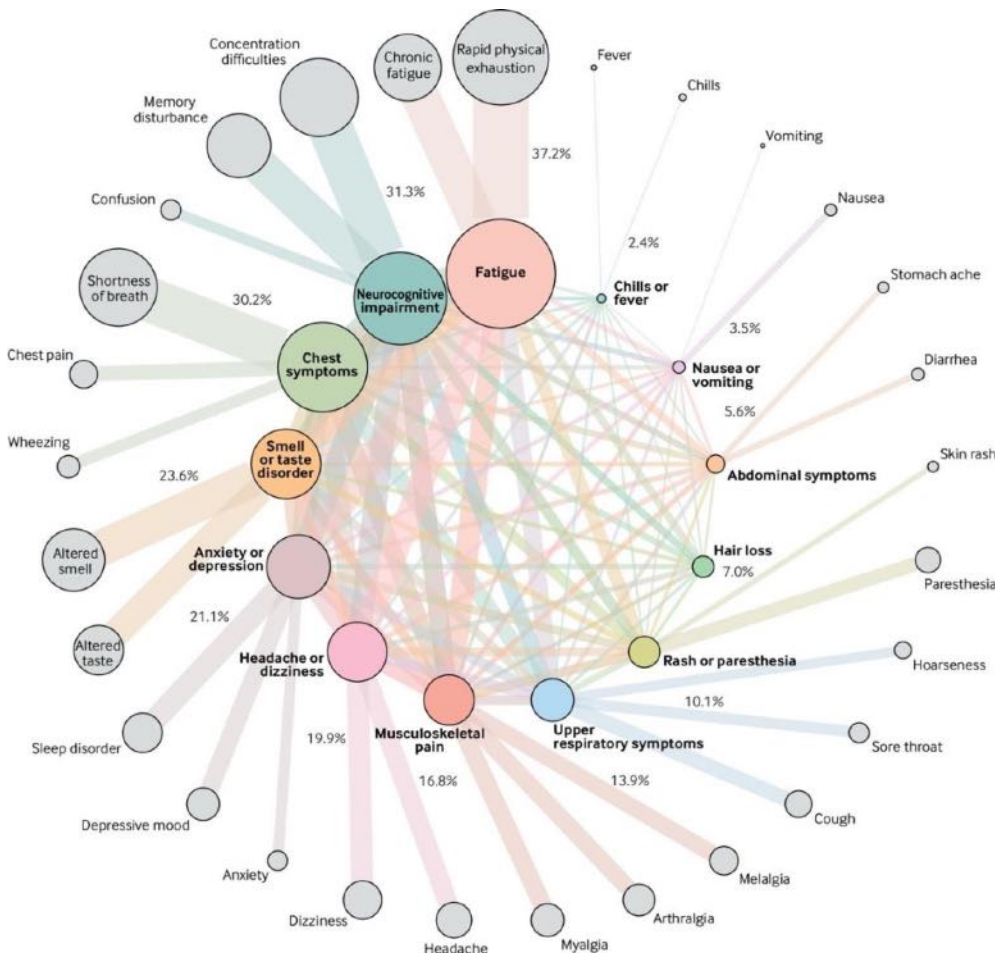 Concentration
difficulties
Chronic
fatigue
Rapid physical
exhaustion
Fever
Chills
Memory
disturbance
Vomiting
37.2%
31.3%
Confusion
Nausea
2.4%
Shortness
of breath
30.2%
Neurocognitive
impairment
Fatigue
Chills or
fever
Stomach ache
3.5%
Chest pain
Chest
symptoms
Nausea or
vomiting
Diarrhea
5.6%
Wheezing
Smell
or taste
disorder
Abdominal symptoms
Skin rash
23.6%
Altered
smell
Anxiety or
depression
Hair loss
7.0%
Paresthesia
21.1%
Altered
taste
Headache or
dizziness
Rash or paresthesia
Hoarseness
10.1%
Sleep disorder
19.9%
Musculoskeletal
pain
Upper
respiratory symptoms
Sore throat
16.8%
13.9%
Depressive mood
Cough
Anxiety
Melalgia
Dizziness
Headache
Myalgia
Arthralgia